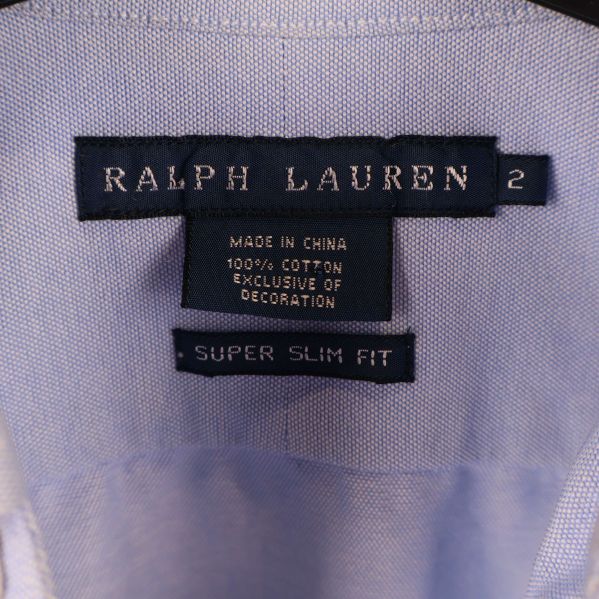 RALPH LAUREN 2
MADE IN CHINA
100% COTTON
EXCLUSIVE OF
DECORATION
SUPER SLIM FIT